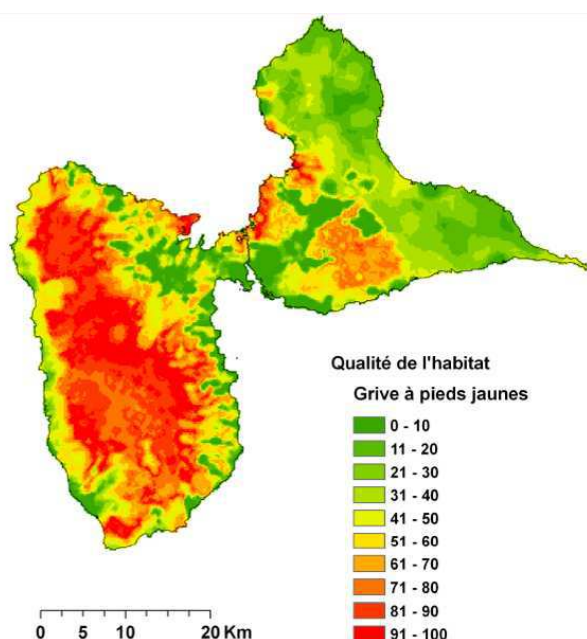 Qualité de l'habitat
Grive à pieds jaunes
0 - 10
11 - 20
21 - 30
31 - 40
41 - 50
51 - 60
61 - 70
71 - 80
81 - 90
91 - 100
0 5 10 20 Km